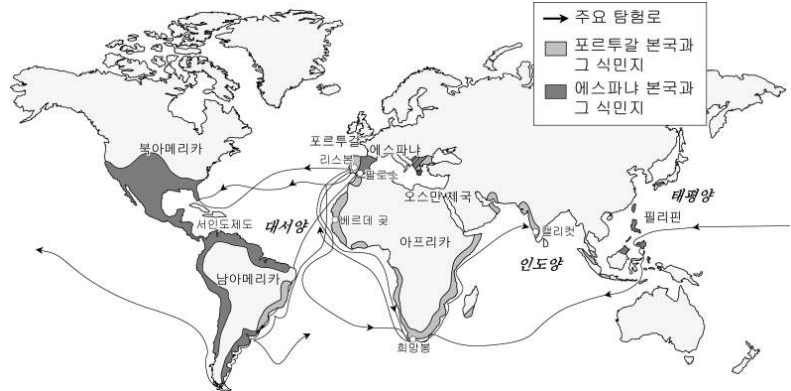 주요 탐험로
포르투갈 본국과
그 식민지
에스파냐 본국과
그 식민지
북아메리카
포르투갈
에스파냐
리스본
팔로스
오스만 제국
태평양
서인도제도
대서양
베르데 곶
캘리컷
필리핀
아프리카
인도양
남아메리카
희망봉